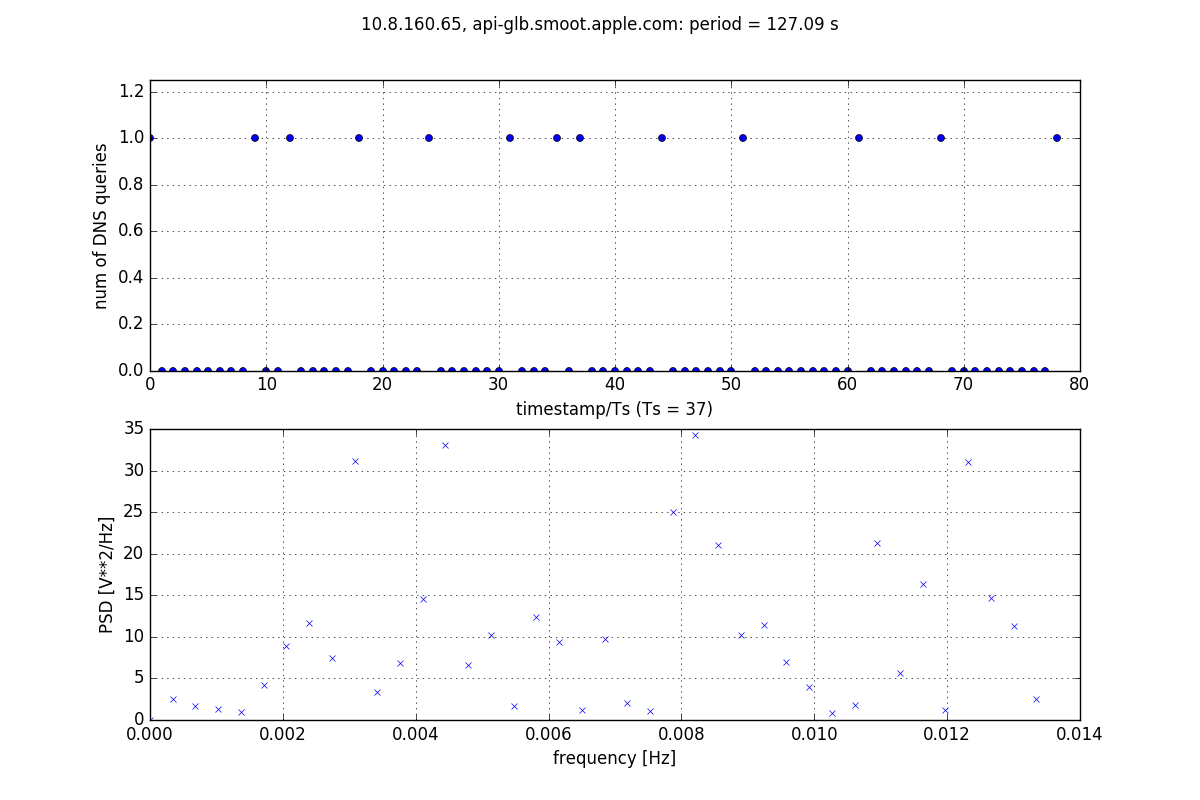 10.8.160.65, api-glb.smoot.apple.com: period = 127.09 s
1.2
1.0
0.8
0.6
0.4
0.2
0.0
num of DNS queries
0 10 20 30 40 50 60 70 80
timestamp/Ts (Ts = 37)
35
30
25
20
15
10
5
0
PSD [V**2/Hz]
0.000 0.002 0.004 0.006 0.008 0.010 0.012 0.014
frequency [Hz]